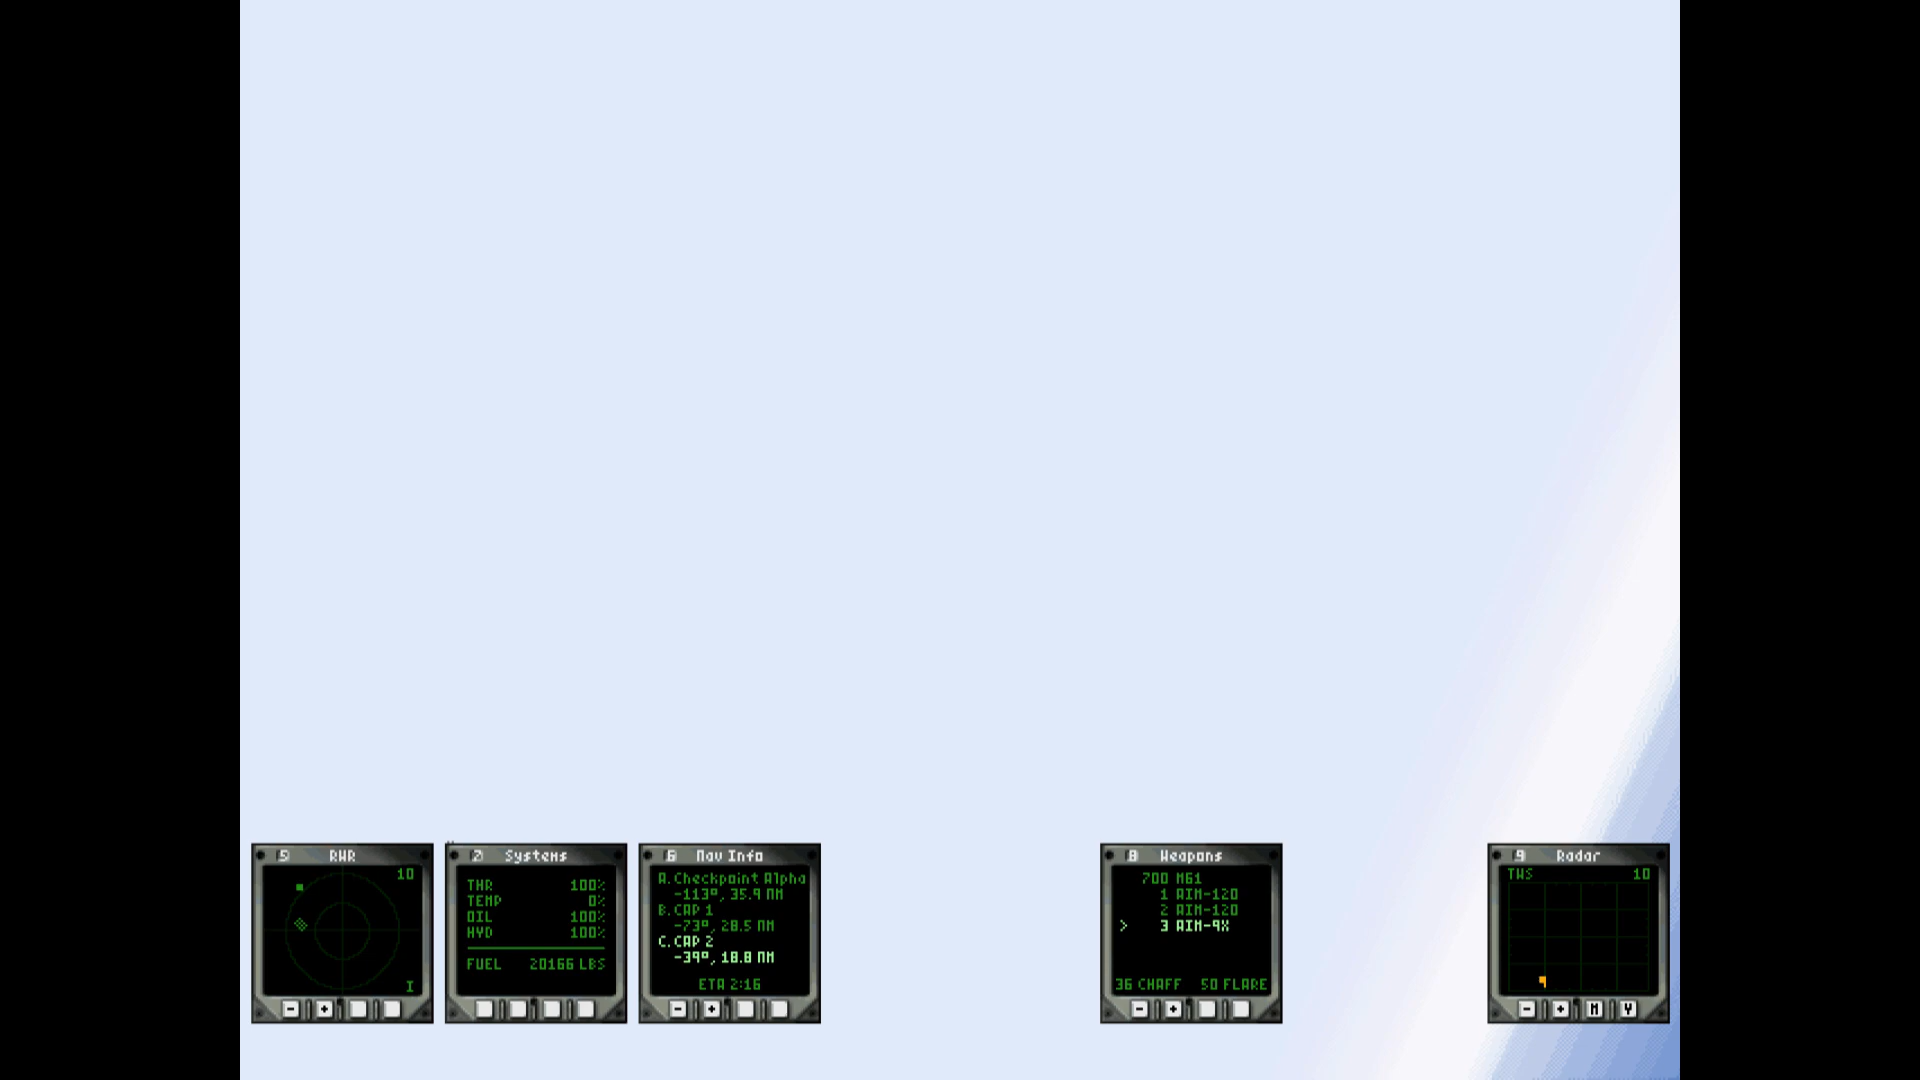 5 RWR
10
I
- +
7 Systems
THR 100%
TEMP 0%
OIL 100%
HYD 100%
FUEL 20166 LBS
6 Nav Info
A.Checkpoint Alpha
-113°, 35.9 NM
B.CAP 1
-73°, 28.5 NM
C.CAP 2
-39°, 18.8 NM
ETA 2:16
- +
8 Weapons
700 M61
1 AIM-120
2 AIM-120
> 3 AIM-9X
36 CHAFF 50 FLARE
- +
9 Radar
TWS 10
- + M Y